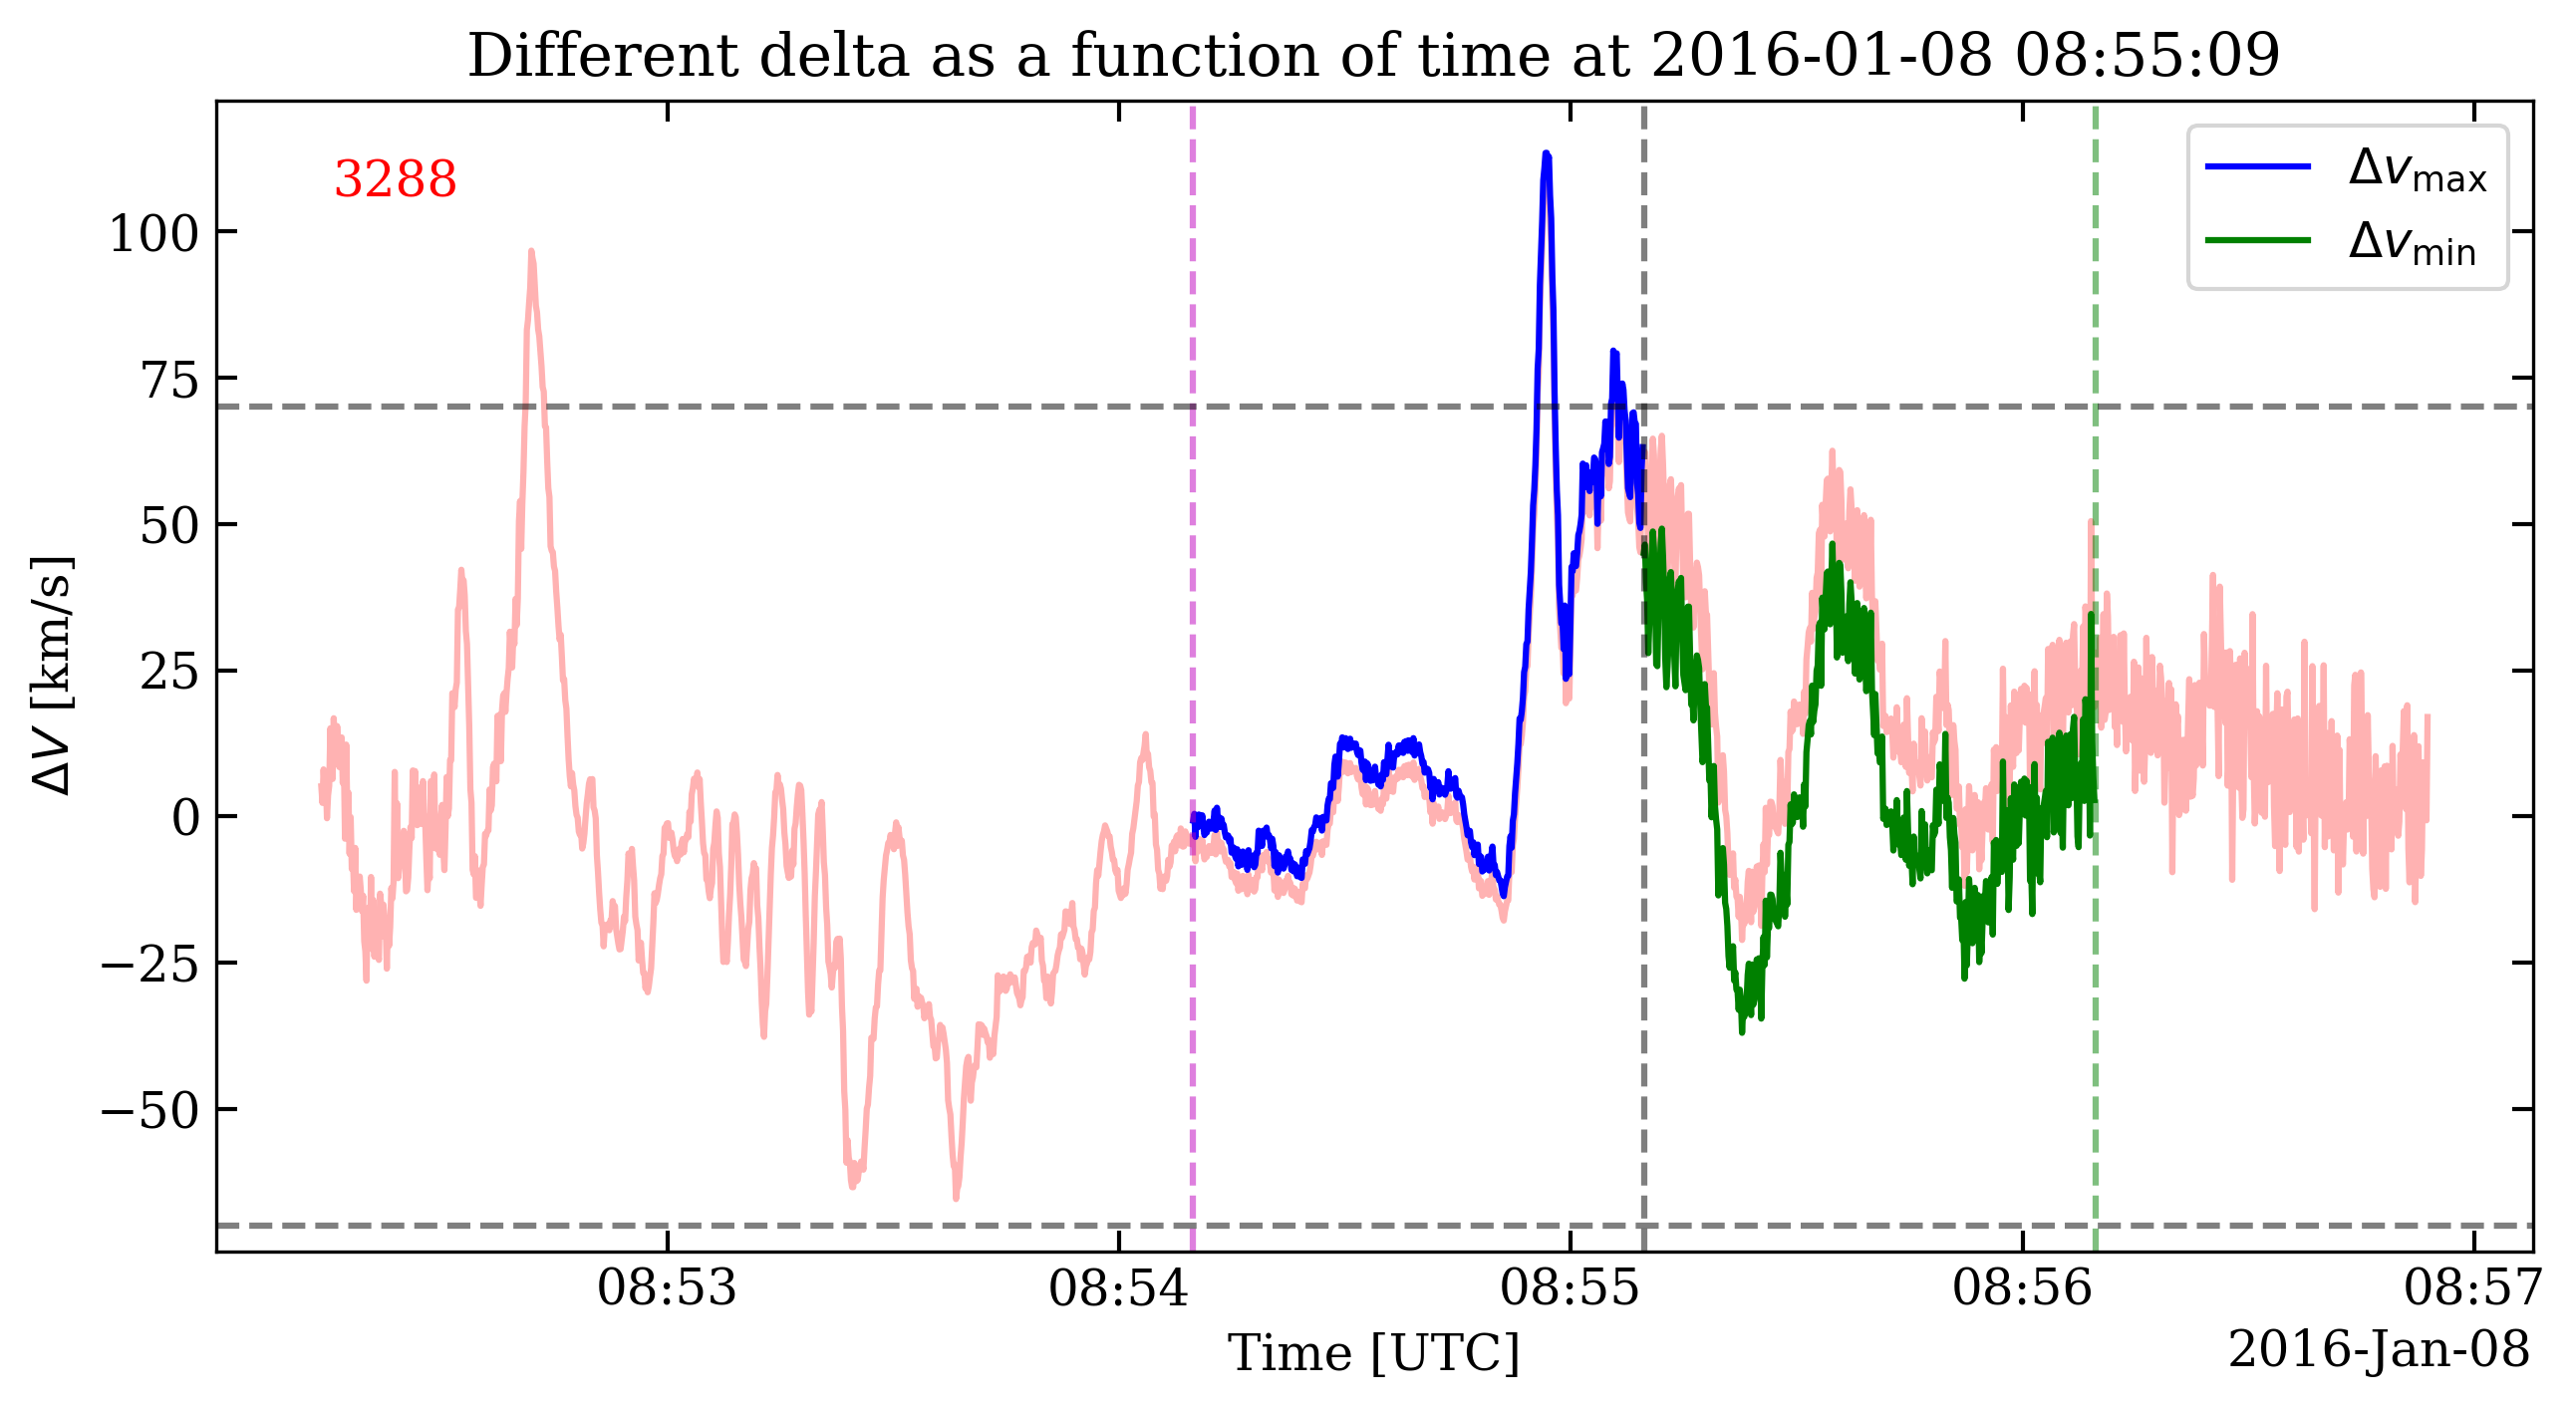 Different delta as a function of time at 2016-01-08 08:55:09
3288
Δvmax
Δvmin
100
75
50
25
0
−25
−50
ΔV [km/s]
08:53 08:54 08:55 08:56 08:57
Time [UTC]
2016-Jan-08